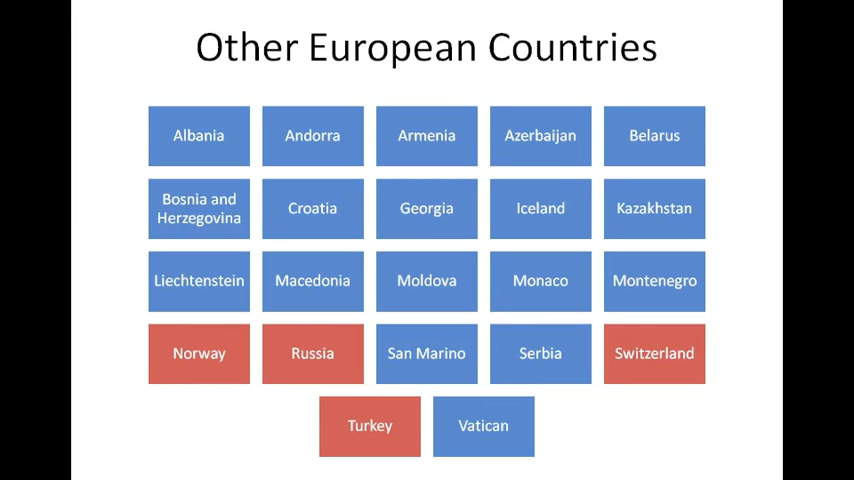 Other European Countries
Albania
Andorra
Armenia
Azerbaijan
Belarus
Bosnia and
Herzegovina
Croatia
Georgia
Iceland
Kazakhstan
Liechtenstein
Macedonia
Moldova
Monaco
Montenegro
Norway
Russia
San Marino
Serbia
Switzerland
Turkey
Vatican